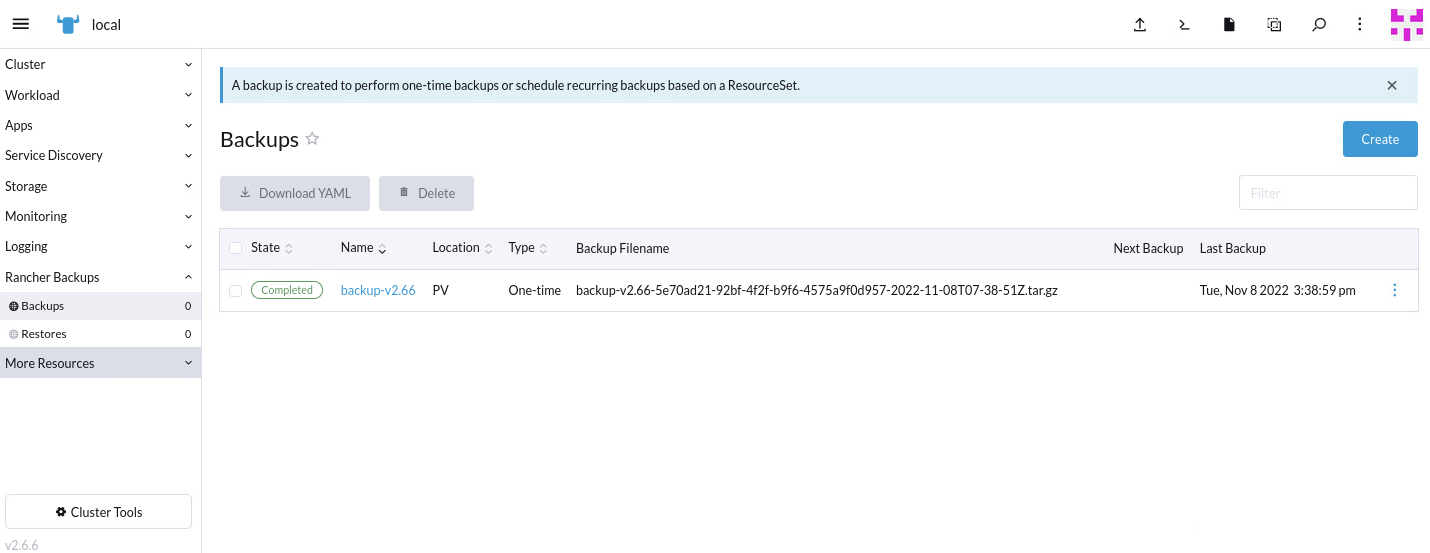 local
Cluster
Workload
Apps
Service Discovery
Storage
Monitoring
Logging
Rancher Backups
Backups 0
Restores 0
More Resources
Cluster Tools
v2.6.6
A backup is created to perform one-time backups or schedule recurring backups based on a ResourceSet.
Backups
Create
Download YAML Delete Filter
State Name Location Type Backup Filename Next Backup Last Backup
Completed backup-v2.66 PV One-time backup-v2.66-5e70ad21-92bf-4f2f-b9f6-4575a9f0d957-2022-11-08T07-38-51Z.tar.gz Tue, Nov 8 2022 3:38:59 pm